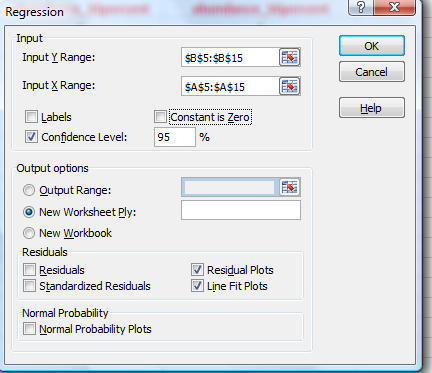 Regression
Input
Input Y Range:
$B$5:$B$15
Input X Range:
$A$5:$A$15
Labels
Constant is Zero
Confidence Level:
95
%
OK
Cancel
Help
Output options
Output Range:
New Worksheet Ply:
New Workbook
Residuals
Residuals
Residual Plots
Standardized Residuals
Line Fit Plots
Normal Probability
Normal Probability Plots